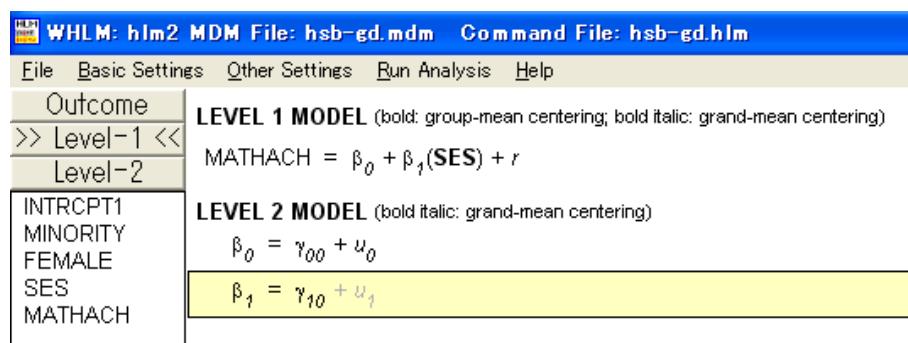 WHLM: hlm2 MDM File: hsb-gd.mdm Command File: hsb-gd.hlm
File Basic Settings Other Settings Run Analysis Help
Outcome
>> Level-1 <<
Level-2
INTRCPT1
MINORITY
FEMALE
SES
MATHACH
LEVEL 1 MODEL (bold: group-mean centering; bold italic: grand-mean centering)
MATHACH = β0 + β1(SES) + r
LEVEL 2 MODEL (bold italic: grand-mean centering)
β0 = γ00 + u0
β1 = γ10 + u1